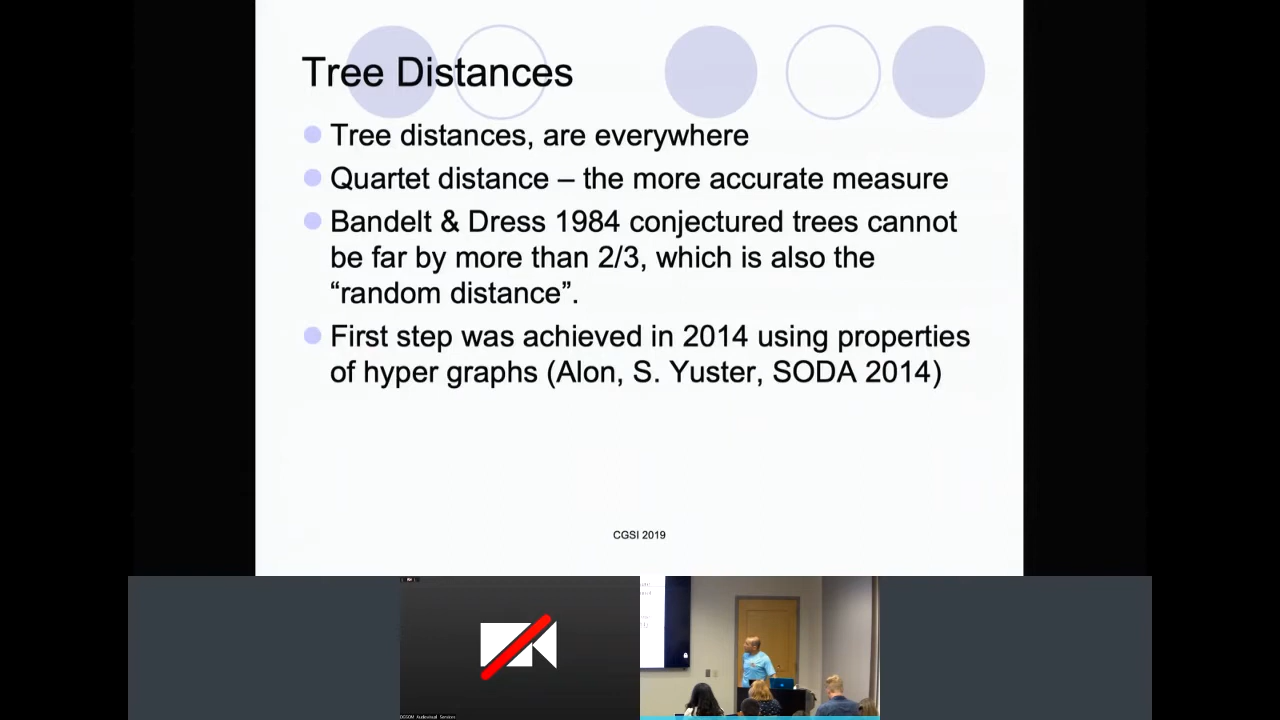 Tree Distances
Tree distances, are everywhere
Quartet distance – the more accurate measure
Bandelt & Dress 1984 conjectured trees cannot
be far by more than 2/3, which is also the
“random distance”.
First step was achieved in 2014 using properties
of hyper graphs (Alon, S. Yuster, SODA 2014)
CGSI 2019